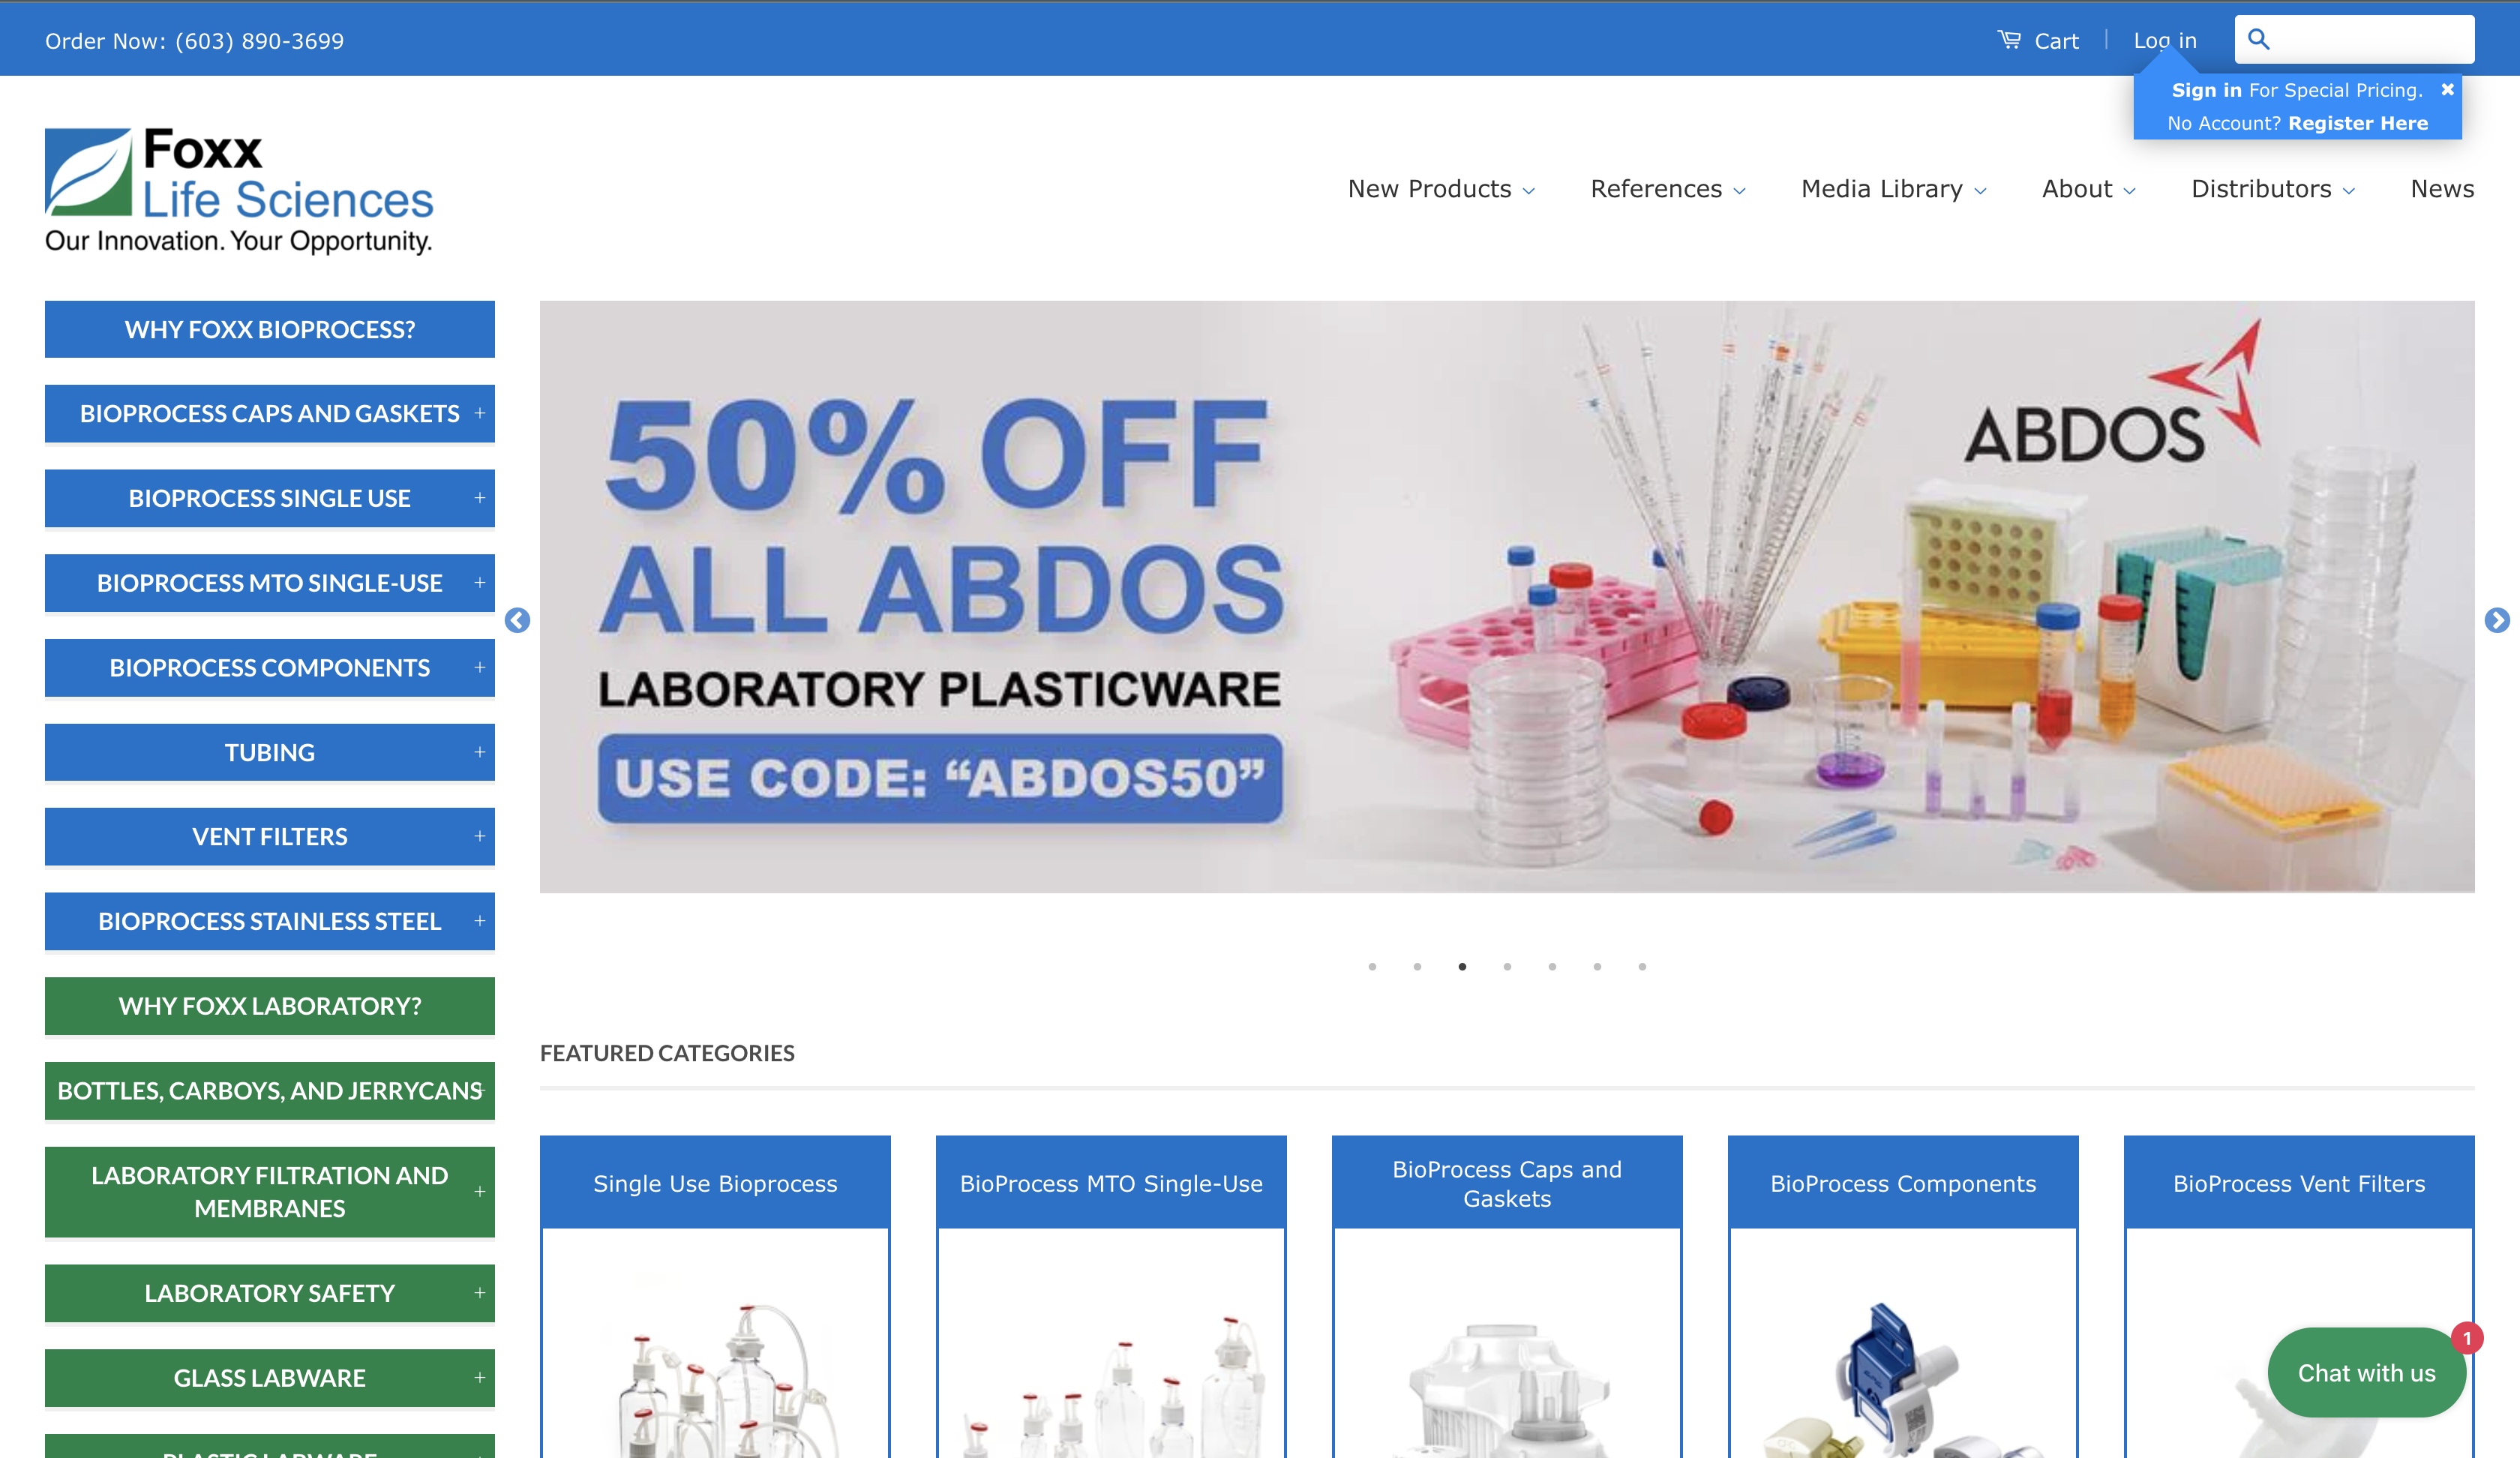 Order Now: (603) 890-3699
Cart
Log in
Sign in For Special Pricing.
No Account? Register Here
Foxx
Life Sciences
Our Innovation. Your Opportunity.
New Products
References
Media Library
About
Distributors
News
WHY FOXX BIOPROCESS?
BIOPROCESS CAPS AND GASKETS +
BIOPROCESS SINGLE USE +
BIOPROCESS MTO SINGLE-USE +
BIOPROCESS COMPONENTS +
TUBING +
VENT FILTERS +
BIOPROCESS STAINLESS STEEL +
WHY FOXX LABORATORY?
BOTTLES, CARBOYS, AND JERRYCANS +
LABORATORY FILTRATION AND
MEMBRANES +
LABORATORY SAFETY +
GLASS LABWARE +
PLASTIC LABWARE
50% OFF
ALL ABDOS
LABORATORY PLASTICWARE
USE CODE: “ABDOS50”
ABDOS
FEATURED CATEGORIES
Single Use Bioprocess
BioProcess MTO Single-Use
BioProcess Caps and
Gaskets
BioProcess Components
BioProcess Vent Filters
Chat with us
1